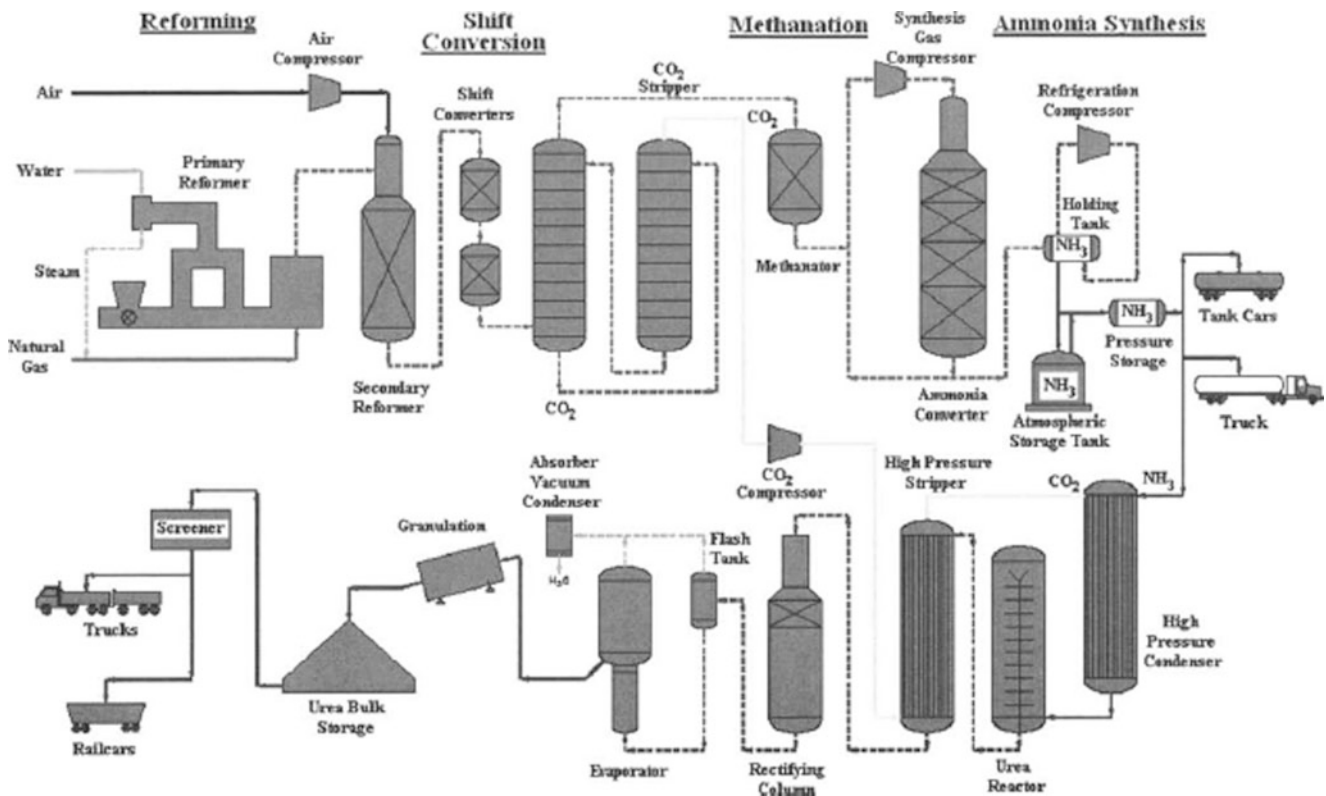 Reforming
Shift
Conversion
Methanation
Ammonia Synthesis
Air
Compressor
Synthesis
Gas
Compressor
CO2
Stripper
Air
Shift
Converters
CO2
Refrigeration
Compressor
Water
Primary
Reformer
Holding
Tank
NH3
Steam
Methanator
NH3
Tank Cars
Natural
Gas
Pressure
Storage
Secondary
Reformer
CO2
Ammonia
Converter
NH3
Atmospheric
Storage Tank
Truck
Absorber
Vacuum
Condenser
CO2
Compressor
High Pressure
Stripper
CO2
NH3
Screener
Granulation
Flash
Tank
H2O
Trucks
High
Pressure
Condenser
Urea Bulk
Storage
Railcars
Evaporator
Rectifying
Column
Urea
Reactor